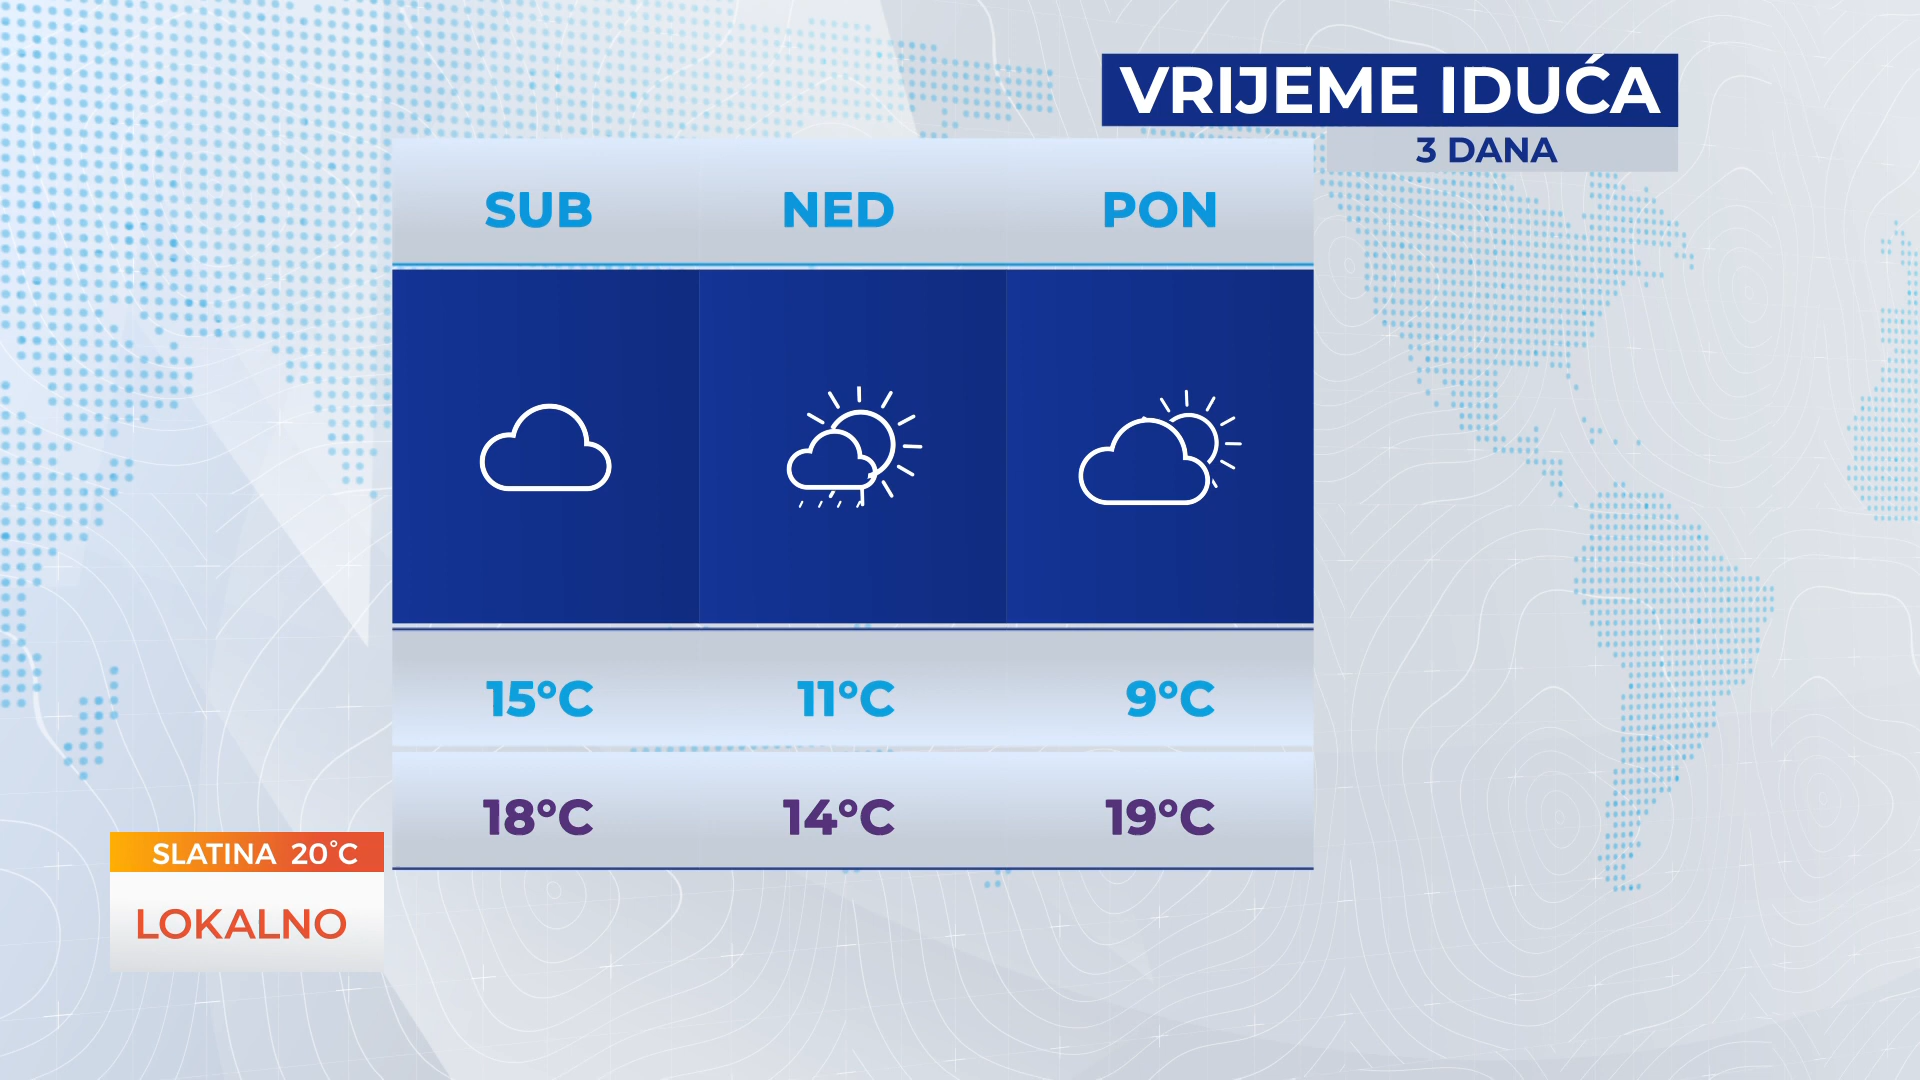 VRIJEME IDUĆA
3 DANA
SUB NED PON
15°C 11°C 9°C
18°C 14°C 19°C
SLATINA 20°C
LOKALNO